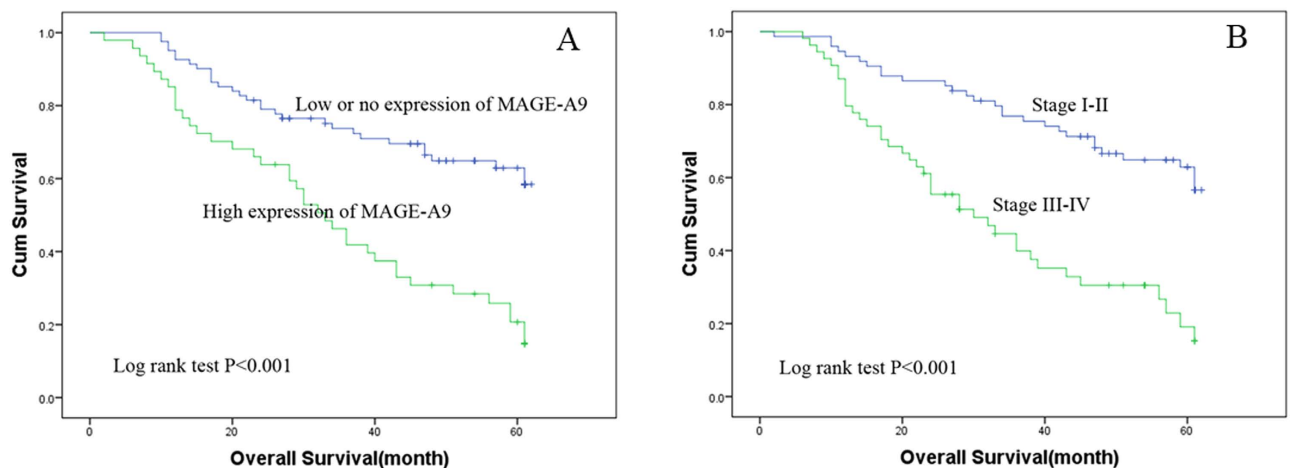 A
1.0
0.8
0.6
0.4
0.2
0.0
Cum Survival
Low or no expression of MAGE-A9
High expression of MAGE-A9
Log rank test P<0.001
0 20 40 60
Overall Survival(month)
B
1.0
0.8
0.6
0.4
0.2
0.0
Cum Survival
Stage I-II
Stage III-IV
Log rank test P<0.001
0 20 40 60
Overall Survival(month)